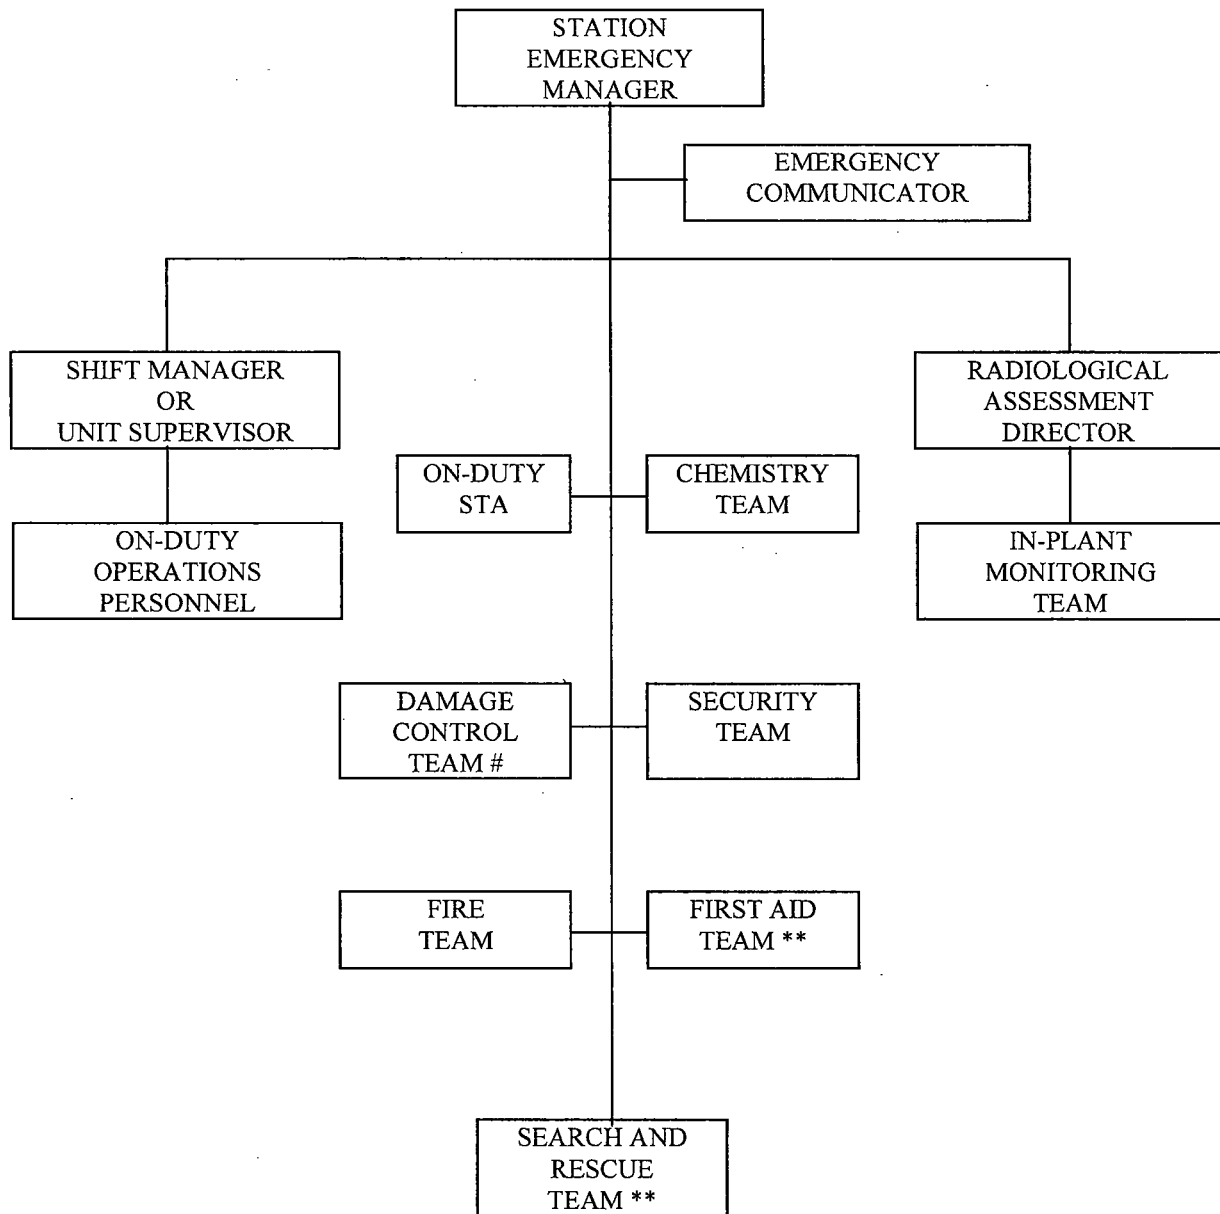 STATION
EMERGENCY
MANAGER
EMERGENCY
COMMUNICATOR
SHIFT MANAGER
OR
UNIT SUPERVISOR
RADIOLOGICAL
ASSESSMENT
DIRECTOR
ON-DUTY
STA
CHEMISTRY
TEAM
ON-DUTY
OPERATIONS
PERSONNEL
IN-PLANT
MONITORING
TEAM
DAMAGE
CONTROL
TEAM #
SECURITY
TEAM
FIRE
TEAM
FIRST AID
TEAM **
SEARCH AND
RESCUE
TEAM **